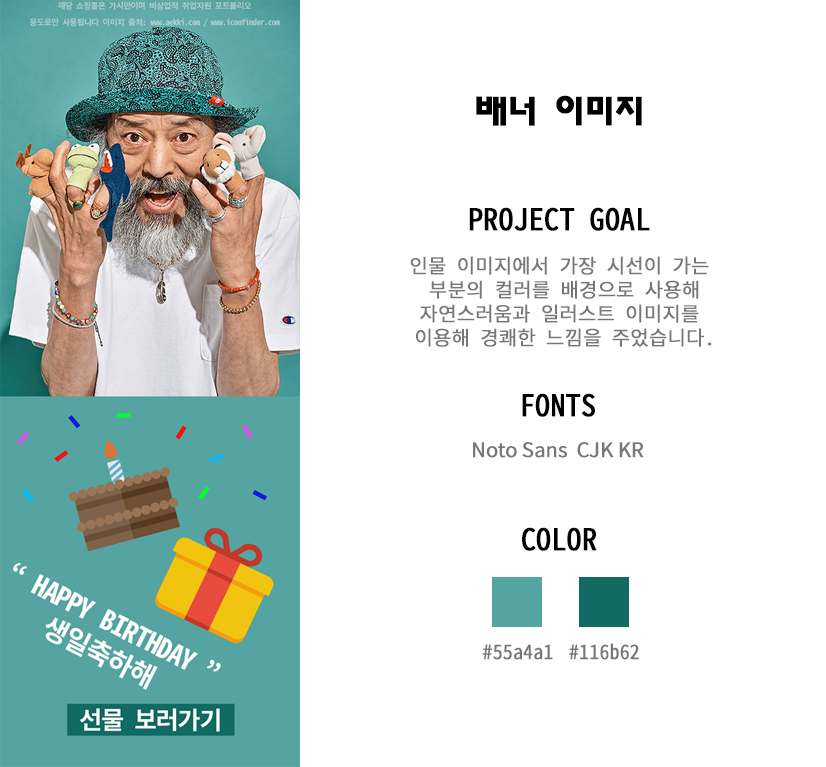 해당 쇼핑몰은 가시안이며 비상업적 취업지원 포트폴리오
용도로만 사용됩니다 이미지 출처: www.aekki.com / www.iconfinder.com
“ HAPPY BIRTHDAY ”
생일축하해
선물 보러가기
배너 이미지
PROJECT GOAL
인물 이미지에서 가장 시선이 가는
부분의 컬러를 배경으로 사용해
자연스러움과 일러스트 이미지를
이용해 경쾌한 느낌을 주었습니다.
FONTS
Noto Sans CJK KR
COLOR
#55a4a1 #116b62